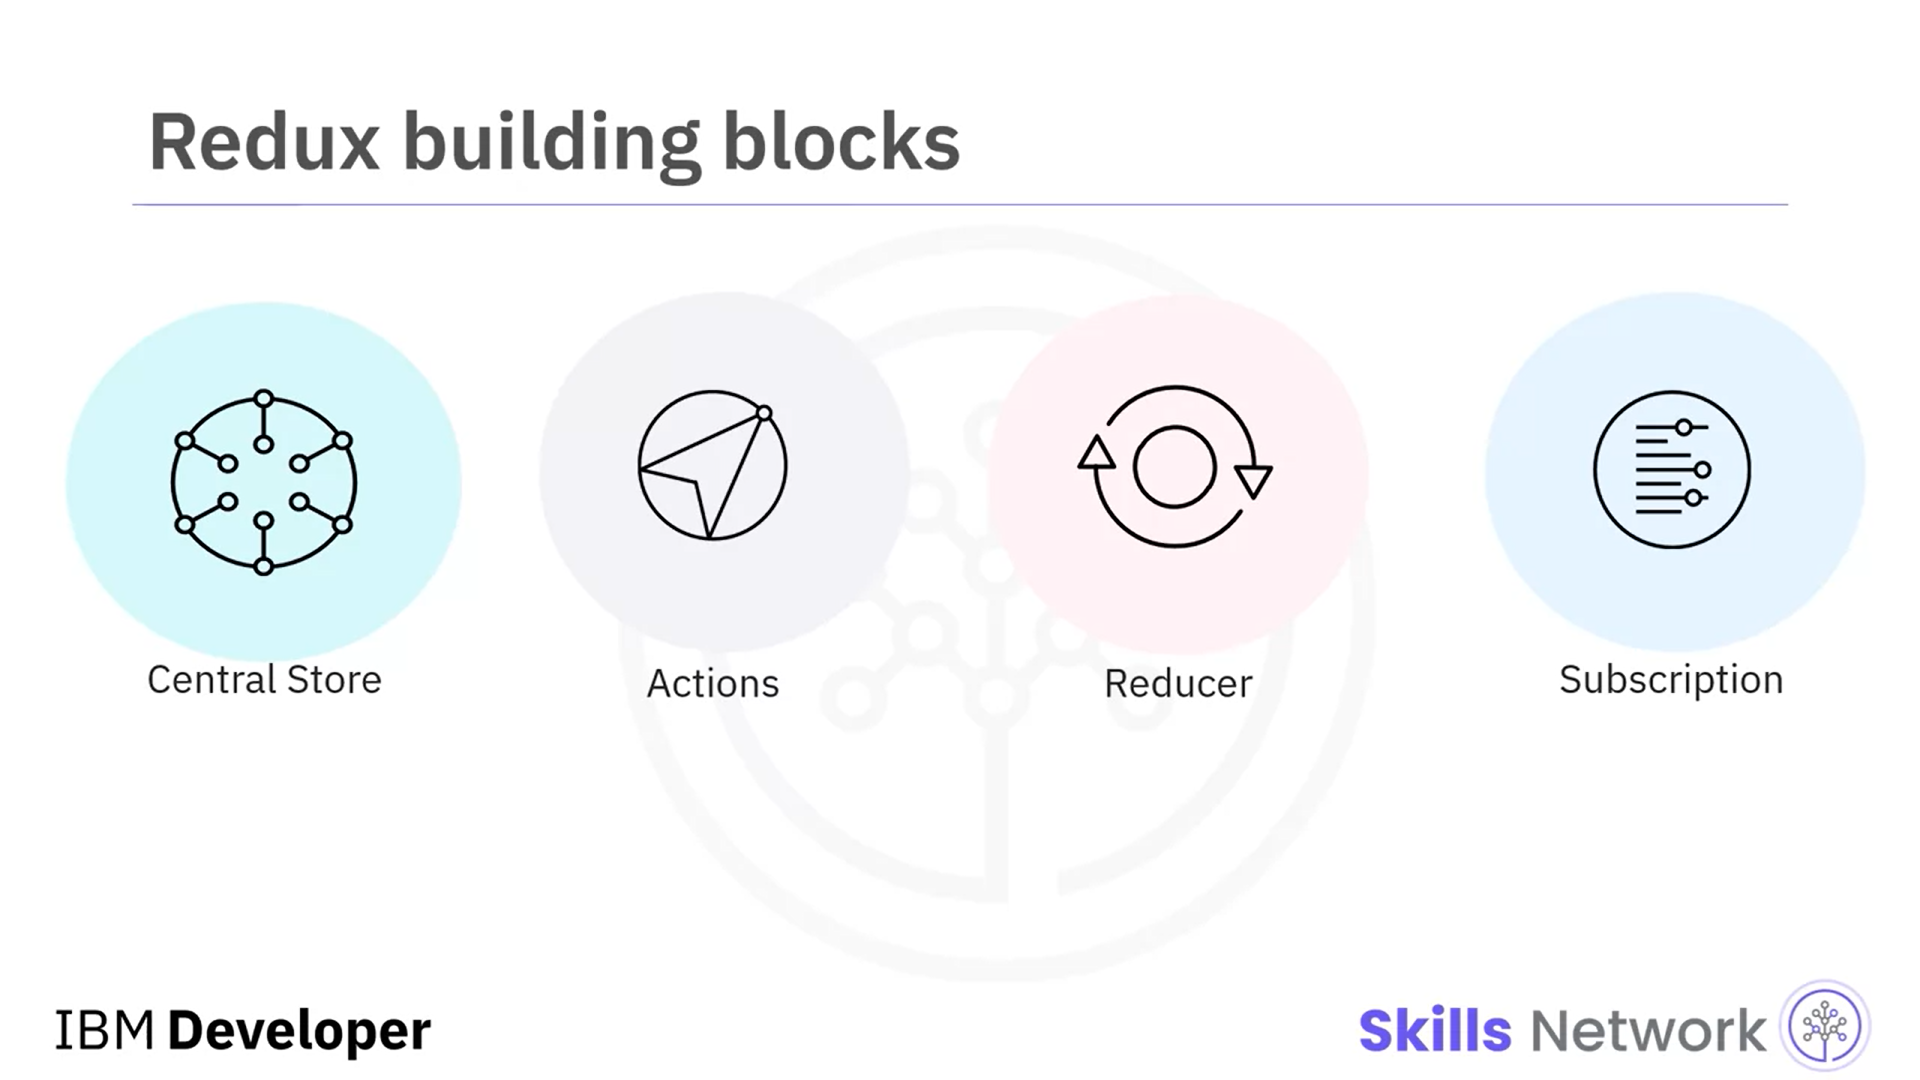 Redux building blocks
Central Store
Actions
Reducer
Subscription
IBM Developer
Skills Network